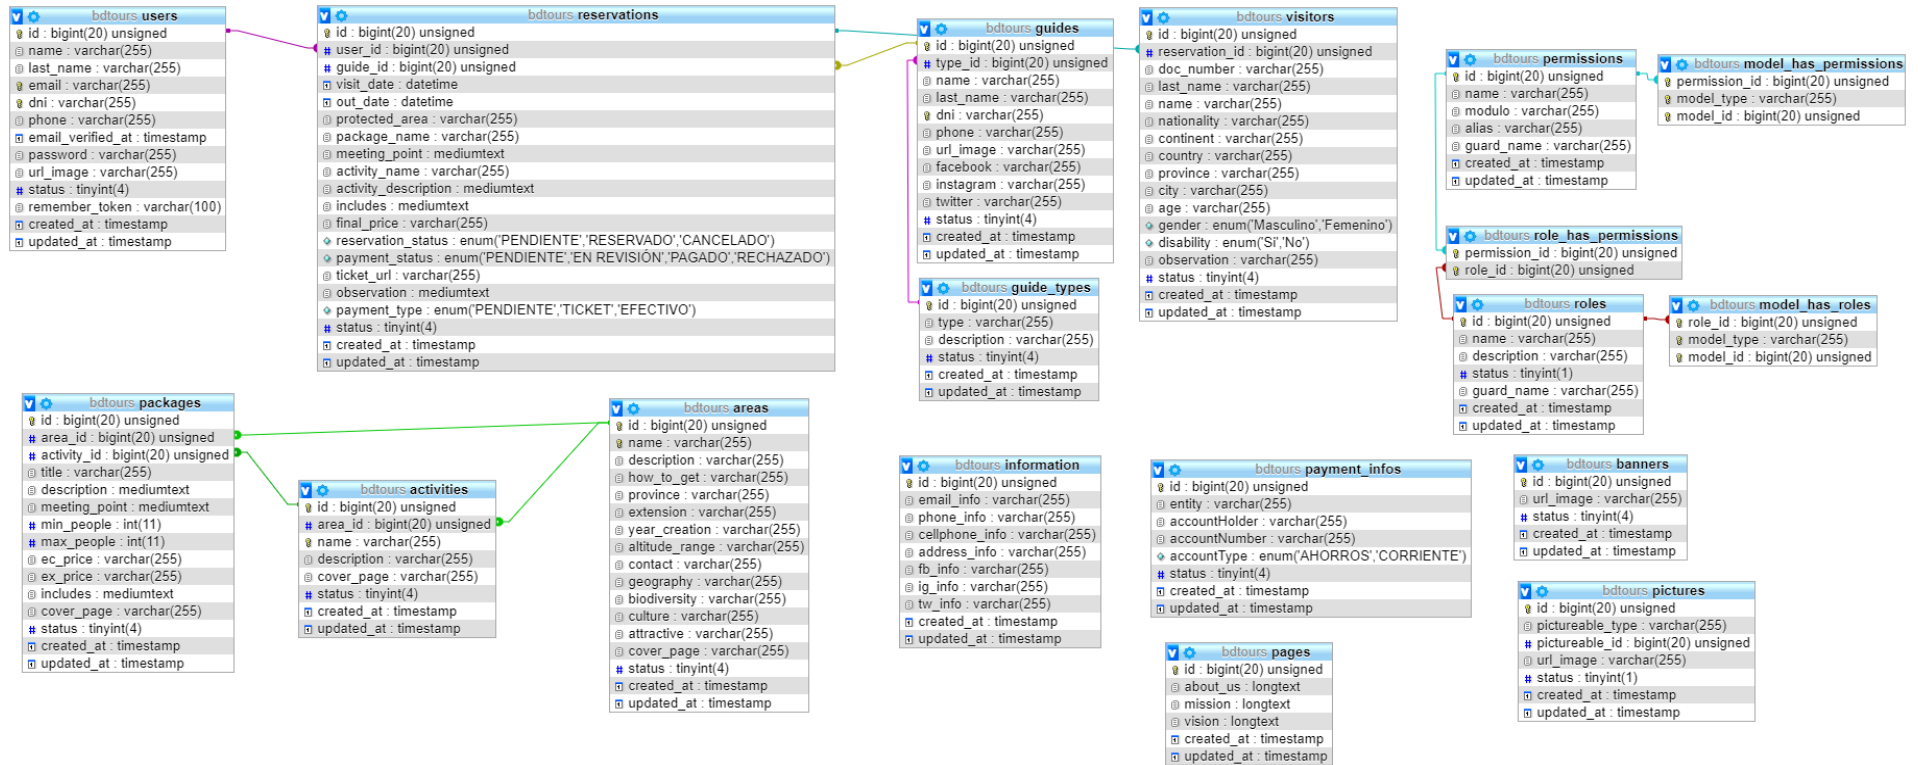 bdtours users
id : bigint(20) unsigned
name : varchar(255)
last_name : varchar(255)
email : varchar(255)
dni : varchar(255)
phone : varchar(255)
email_verified_at : timestamp
password : varchar(255)
url_image : varchar(255)
status : tinyint(4)
remember_token : varchar(100)
created_at : timestamp
updated_at : timestamp
bdtours reservations
id : bigint(20) unsigned
user_id : bigint(20) unsigned
guide_id : bigint(20) unsigned
visit_date : datetime
out_date : datetime
protected_area : varchar(255)
package_name : varchar(255)
meeting_point : mediumtext
activity_name : varchar(255)
activity_description : mediumtext
includes : mediumtext
final_price : varchar(255)
reservation_status : enum('PENDIENTE','RESERVADO','CANCELADO')
payment_status : enum('PENDIENTE','EN REVISIÓN','PAGADO','RECHAZADO')
ticket_url : varchar(255)
observation : mediumtext
payment_type : enum('PENDIENTE','TICKET','EFECTIVO')
status : tinyint(4)
created_at : timestamp
updated_at : timestamp
bdtours guides
id : bigint(20) unsigned
type_id : bigint(20) unsigned
name : varchar(255)
last_name : varchar(255)
dni : varchar(255)
phone : varchar(255)
url_image : varchar(255)
facebook : varchar(255)
instagram : varchar(255)
twitter : varchar(255)
status : tinyint(4)
created_at : timestamp
updated_at : timestamp
bdtours guide_types
id : bigint(20) unsigned
type : varchar(255)
description : varchar(255)
status : tinyint(4)
created_at : timestamp
updated_at : timestamp
bdtours visitors
id : bigint(20) unsigned
reservation_id : bigint(20) unsigned
doc_number : varchar(255)
last_name : varchar(255)
name : varchar(255)
nationality : varchar(255)
continent : varchar(255)
country : varchar(255)
province : varchar(255)
city : varchar(255)
age : varchar(255)
gender : enum('Masculino','Femenino')
disability : enum('Si','No')
observation : varchar(255)
status : tinyint(4)
created_at : timestamp
updated_at : timestamp
bdtours permissions
id : bigint(20) unsigned
name : varchar(255)
modulo : varchar(255)
alias : varchar(255)
guard_name : varchar(255)
created_at : timestamp
updated_at : timestamp
bdtours model_has_permissions
permission_id : bigint(20) unsigned
model_type : varchar(255)
model_id : bigint(20) unsigned
bdtours role_has_permissions
permission_id : bigint(20) unsigned
role_id : bigint(20) unsigned
bdtours roles
id : bigint(20) unsigned
name : varchar(255)
description : varchar(255)
status : tinyint(1)
guard_name : varchar(255)
created_at : timestamp
updated_at : timestamp
bdtours model_has_roles
role_id : bigint(20) unsigned
model_type : varchar(255)
model_id : bigint(20) unsigned
bdtours packages
id : bigint(20) unsigned
area_id : bigint(20) unsigned
activity_id : bigint(20) unsigned
title : varchar(255)
description : mediumtext
meeting_point : mediumtext
min_people : int(11)
max_people : int(11)
ec_price : varchar(255)
ex_price : varchar(255)
includes : mediumtext
cover_page : varchar(255)
status : tinyint(4)
created_at : timestamp
updated_at : timestamp
bdtours activities
id : bigint(20) unsigned
area_id : bigint(20) unsigned
name : varchar(255)
description : varchar(255)
cover_page : varchar(255)
status : tinyint(4)
created_at : timestamp
updated_at : timestamp
bdtours areas
id : bigint(20) unsigned
name : varchar(255)
description : varchar(255)
how_to_get : varchar(255)
province : varchar(255)
extension : varchar(255)
year_creation : varchar(255)
altitude_range : varchar(255)
contact : varchar(255)
geography : varchar(255)
biodiversity : varchar(255)
culture : varchar(255)
attractive : varchar(255)
cover_page : varchar(255)
status : tinyint(4)
created_at : timestamp
updated_at : timestamp
bdtours information
id : bigint(20) unsigned
email_info : varchar(255)
phone_info : varchar(255)
cellphone_info : varchar(255)
address_info : varchar(255)
fb_info : varchar(255)
ig_info : varchar(255)
tw_info : varchar(255)
created_at : timestamp
updated_at : timestamp
bdtours payment_infos
id : bigint(20) unsigned
entity : varchar(255)
accountHolder : varchar(255)
accountNumber : varchar(255)
accountType : enum('AHORROS','CORRIENTE')
status : tinyint(4)
created_at : timestamp
updated_at : timestamp
bdtours pages
id : bigint(20) unsigned
about_us : longtext
mission : longtext
vision : longtext
created_at : timestamp
updated_at : timestamp
bdtours banners
id : bigint(20) unsigned
url_image : varchar(255)
status : tinyint(4)
created_at : timestamp
updated_at : timestamp
bdtours pictures
id : bigint(20) unsigned
pictureable_type : varchar(255)
pictureable_id : bigint(20) unsigned
url_image : varchar(255)
status : tinyint(1)
created_at : timestamp
updated_at : timestamp